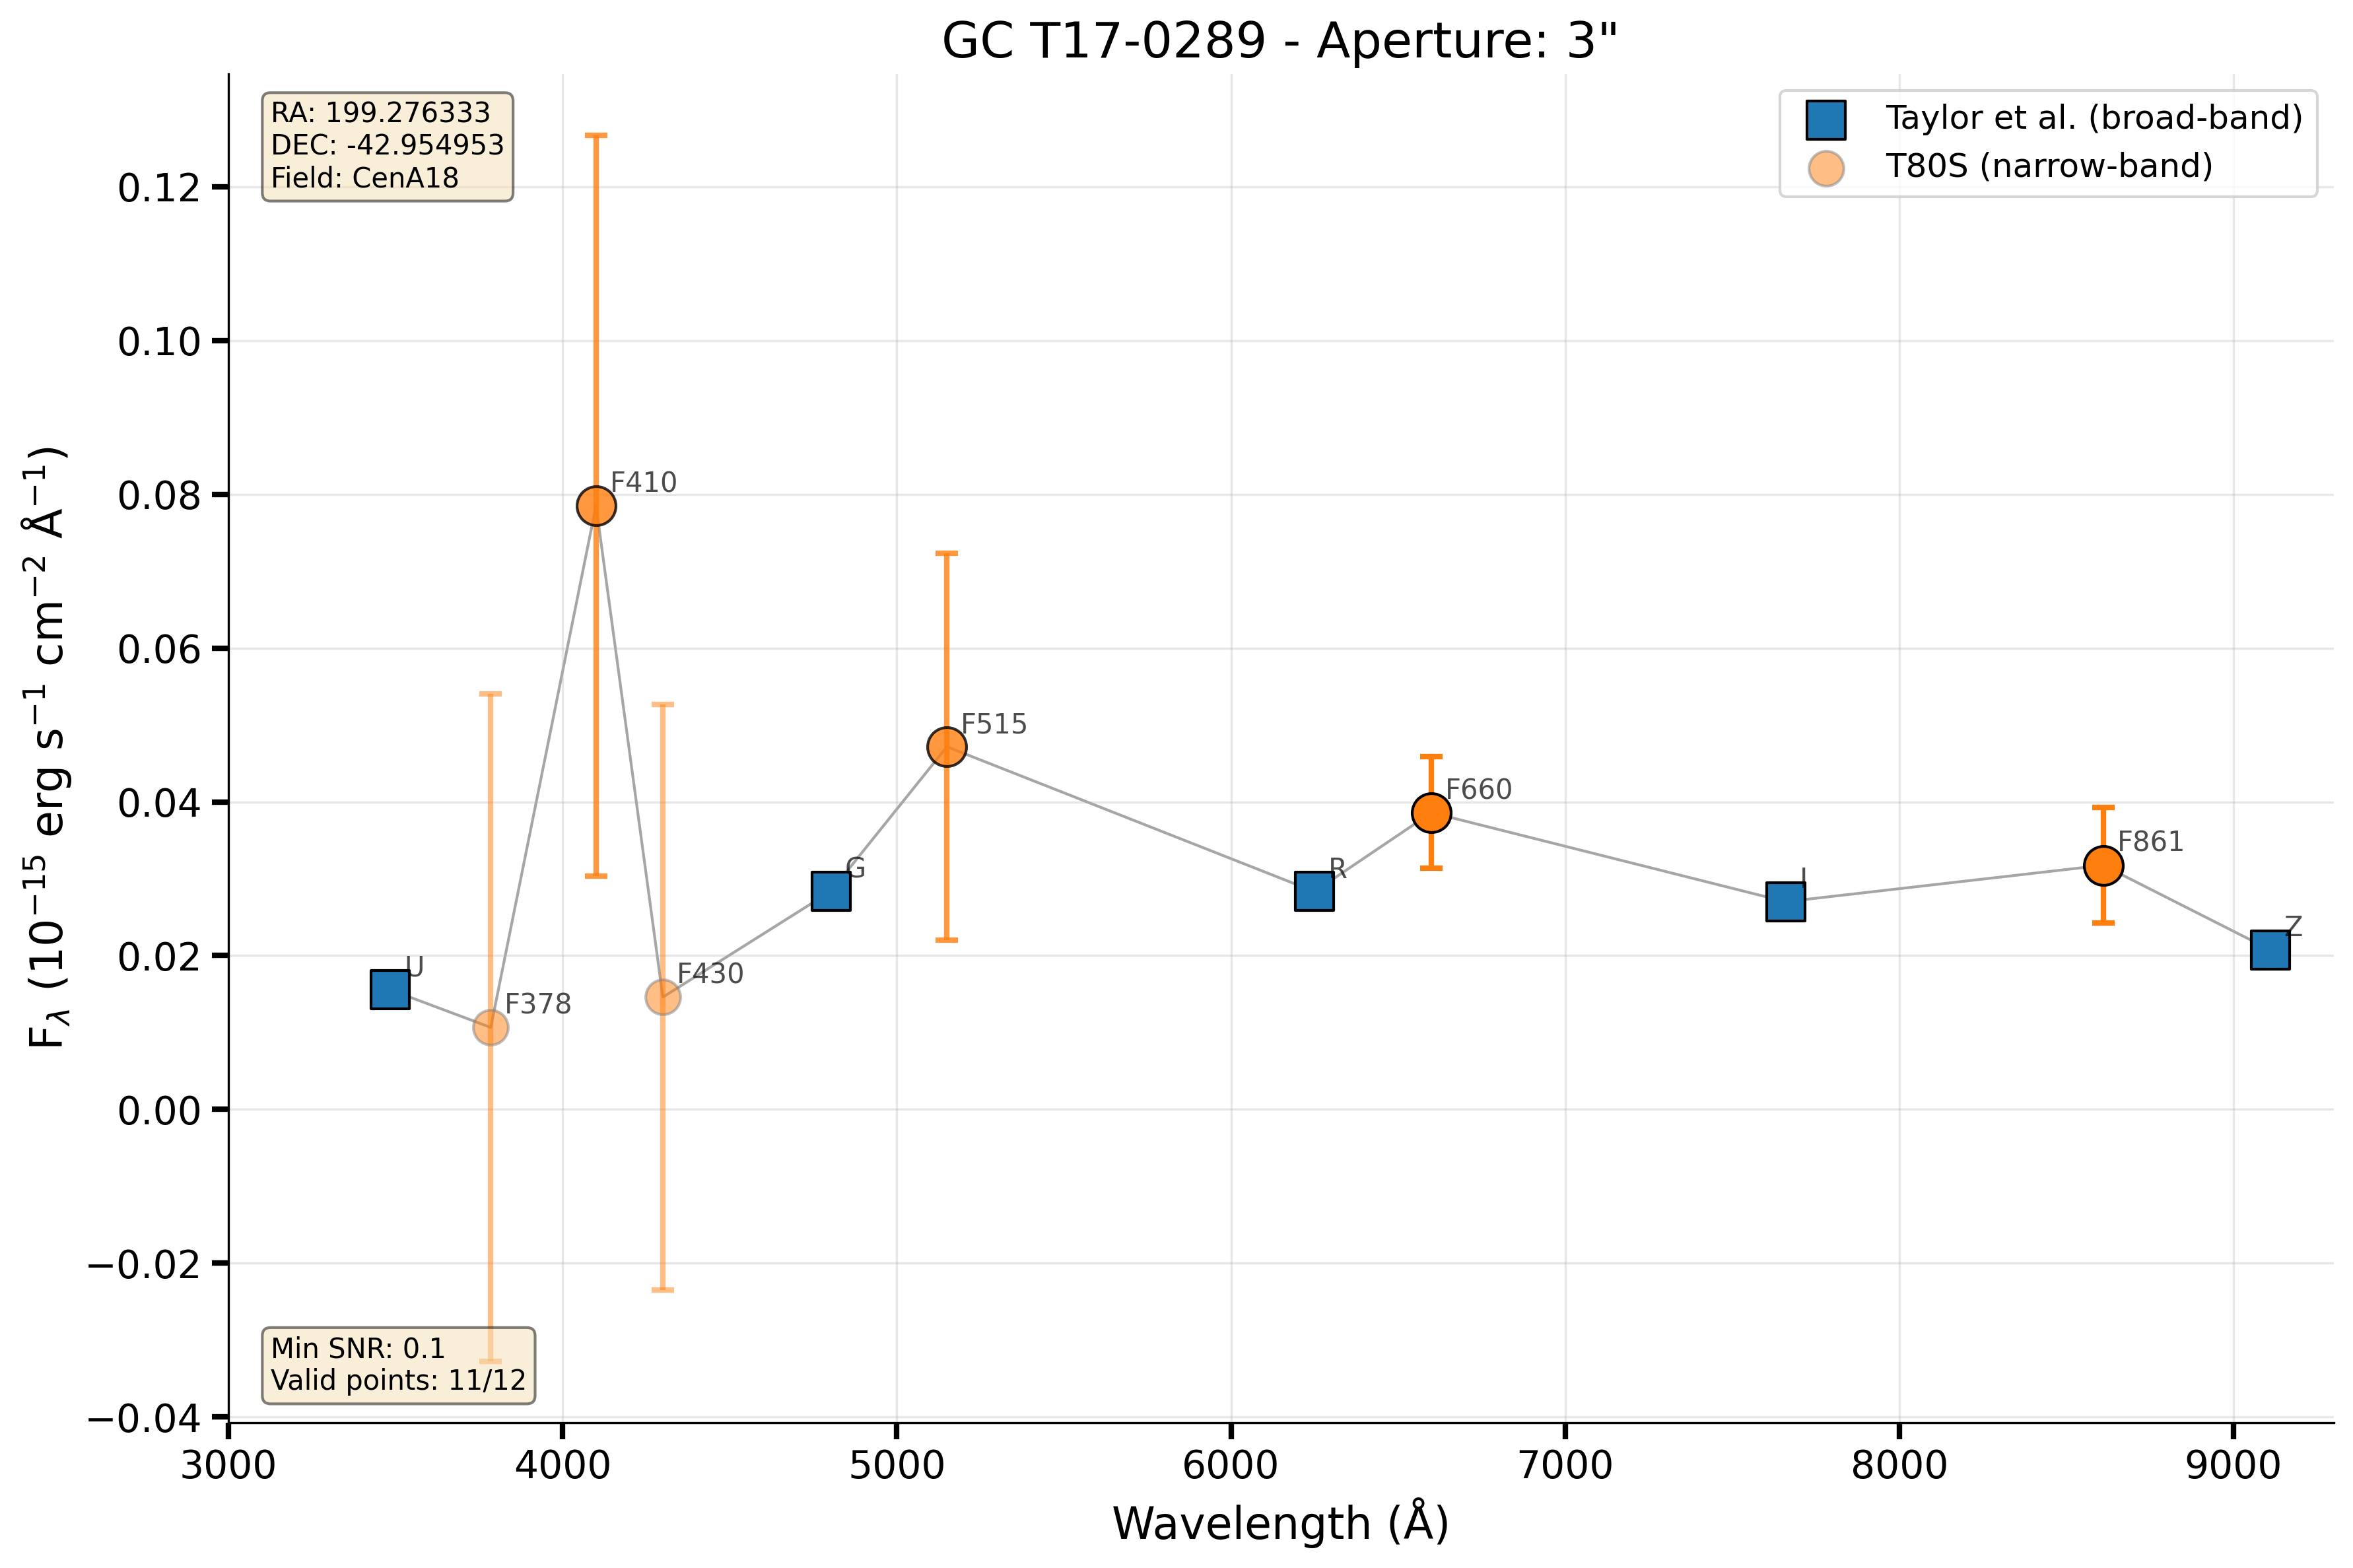 GC T17-0289 - Aperture: 3"
RA: 199.276333
DEC: -42.954953
Field: CenA18
Taylor et al. (broad-band)
T80S (narrow-band)
F_λ (10⁻¹⁵ erg s⁻¹ cm⁻² Å⁻¹)
0.12
0.10
0.08
0.06
0.04
0.02
0.00
−0.02
−0.04
U
F378
F410
F430
G
F515
R
F660
I
F861
Z
Min SNR: 0.1
Valid points: 11/12
3000 4000 5000 6000 7000 8000 9000
Wavelength (Å)